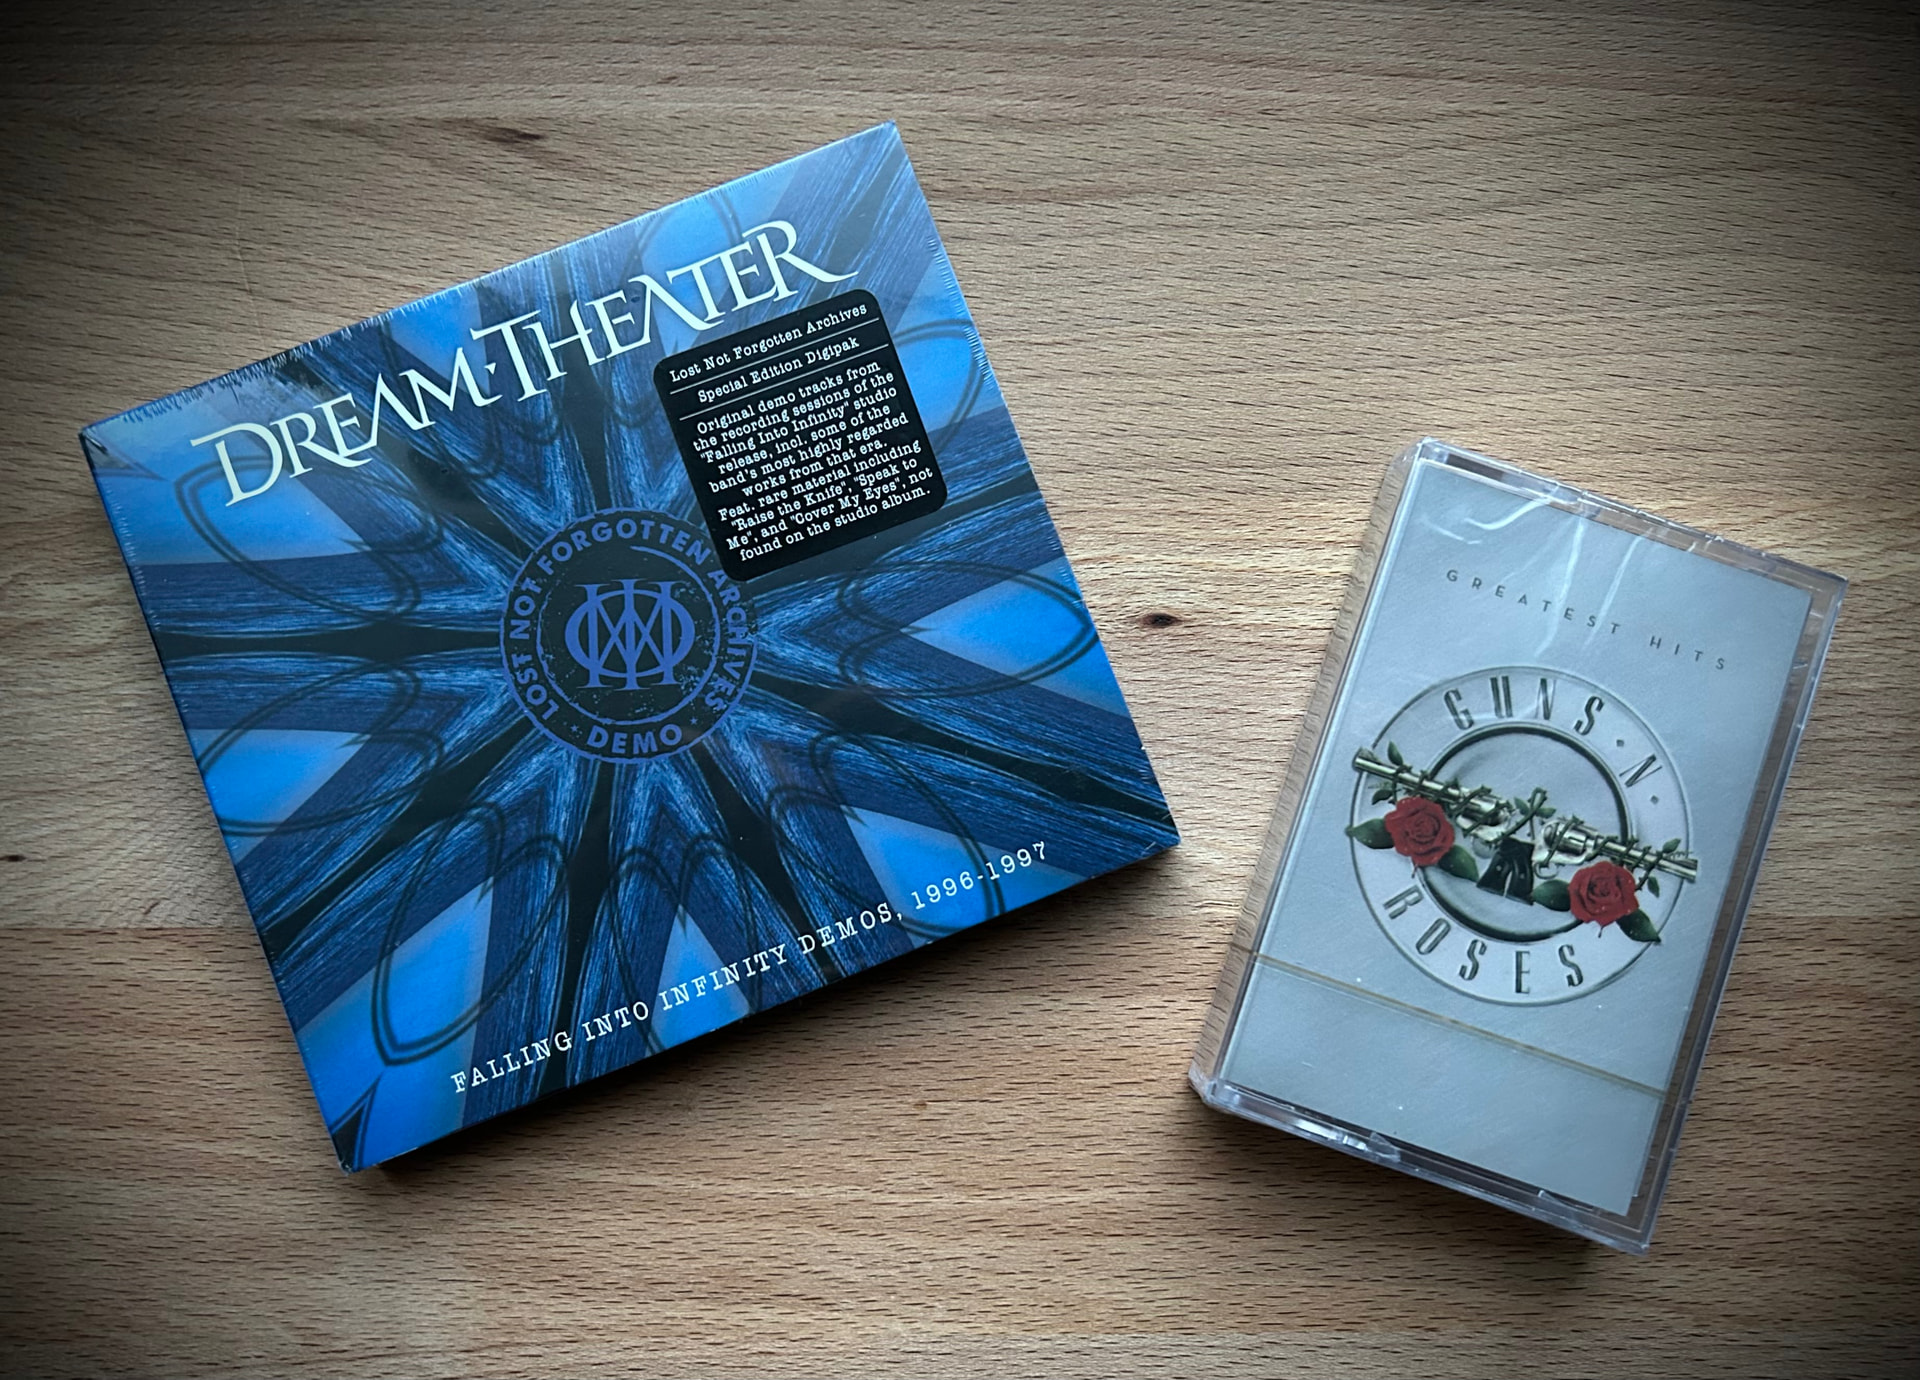 DREAM THEATER
Lost Not Forgotten Archives
Special Edition Digipak
Original demo tracks from
the recording sessions of the
"Falling Into Infinity" studio
release, incl. some of the
band's most highly regarded
works from that era.
Feat. rare material including
"Raise the Knife", "Speak to
Me", and "Cover My Eyes", not
found on the studio album.
LOST NOT FORGOTTEN ARCHIVES
DEMO
FALLING INTO INFINITY DEMOS, 1996-1997
GREATEST HITS
GUNS N
ROSES